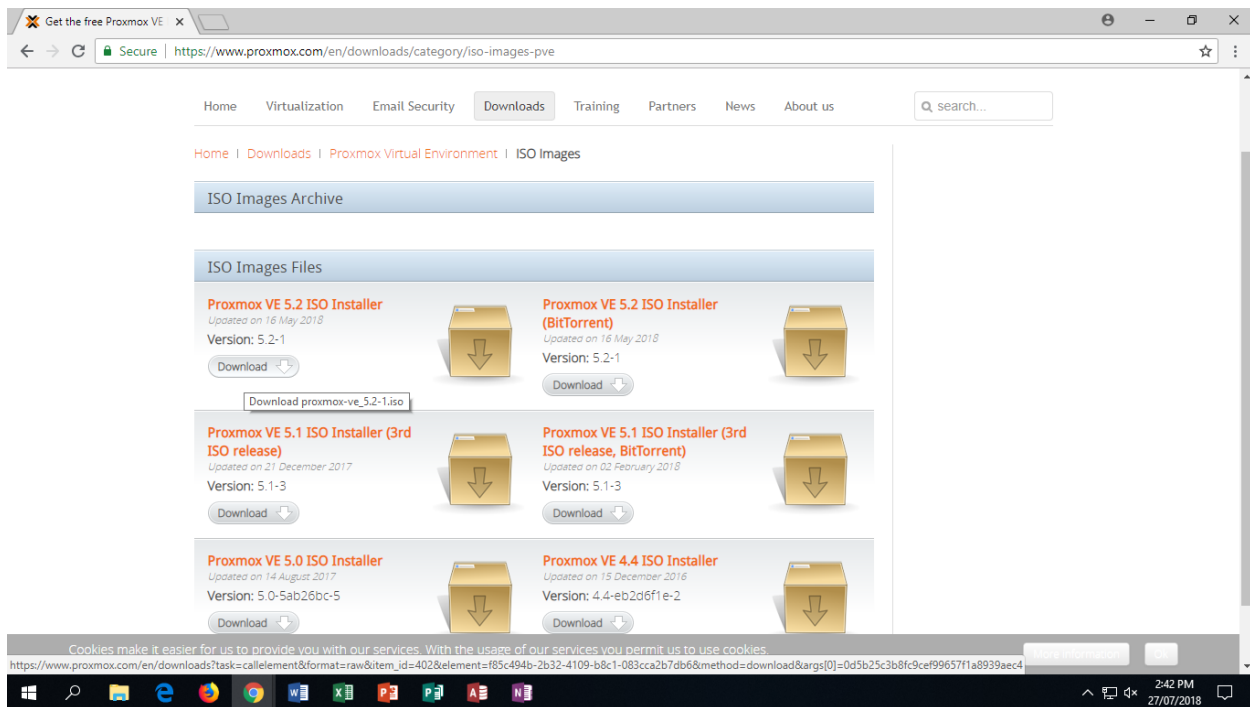 Get the free Proxmox VE
Secure | https://www.proxmox.com/en/downloads/category/iso-images-pve
Home Virtualization Email Security Downloads Training Partners News About us search...
Home | Downloads | Proxmox Virtual Environment | ISO Images
ISO Images Archive
ISO Images Files
Proxmox VE 5.2 ISO Installer
Updated on 16 May 2018
Version: 5.2-1
Download
Download proxmox-ve_5.2-1.iso
Proxmox VE 5.2 ISO Installer
(BitTorrent)
Updated on 16 May 2018
Version: 5.2-1
Download
Proxmox VE 5.1 ISO Installer (3rd
ISO release)
Updated on 21 December 2017
Version: 5.1-3
Download
Proxmox VE 5.1 ISO Installer (3rd
ISO release, BitTorrent)
Updated on 02 February 2018
Version: 5.1-3
Download
Proxmox VE 5.0 ISO Installer
Updated on 14 August 2017
Version: 5.0-5ab26bc-5
Download
Proxmox VE 4.4 ISO Installer
Updated on 15 December 2016
Version: 4.4-eb2d6f1e-2
Download
Cookies make it easier for us to provide you with our services. With the usage of our services you permit us to use cookies.
More information Ok
https://www.proxmox.com/en/downloads?task=callelement&format=raw&item_id=402&element=f85c494b-2b32-4109-b8c1-083cca2b7db6&method=download&args[0]=0d5b25c3b8fc9cef99657f1a8939aec4
2:42 PM
27/07/2018